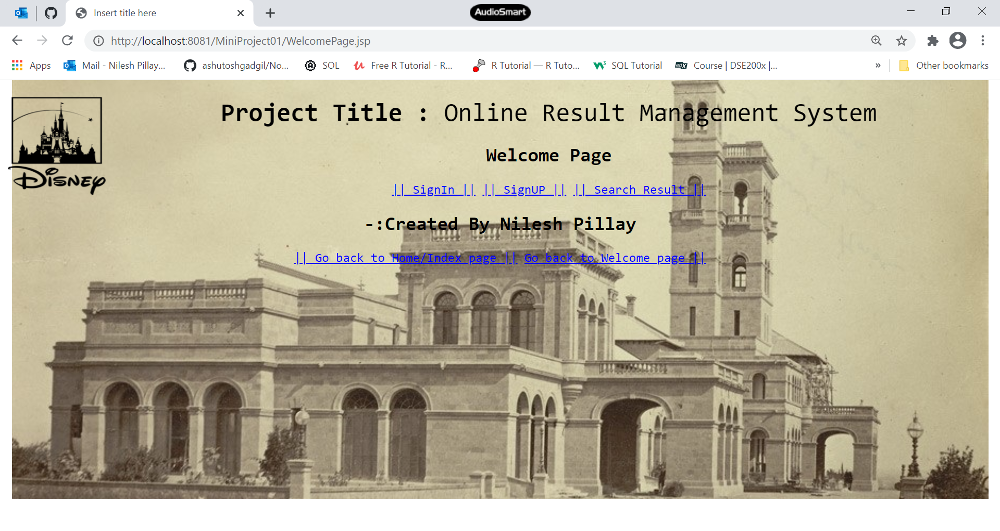 Insert title here
AudioSmart
http://localhost:8081/MiniProject01/WelcomePage.jsp
Apps Mail - Nilesh Pillay... ashutoshgadgil/No... SOL Free R Tutorial - R... R Tutorial — R Tuto... SQL Tutorial edX Course | DSE200x |... » Other bookmarks
Project Title : Online Result Management System
Disney
Welcome Page
|| SignIn || || SignUP || || Search Result ||
-:Created By Nilesh Pillay
|| Go back to Home/Index page || Go back to Welcome page ||